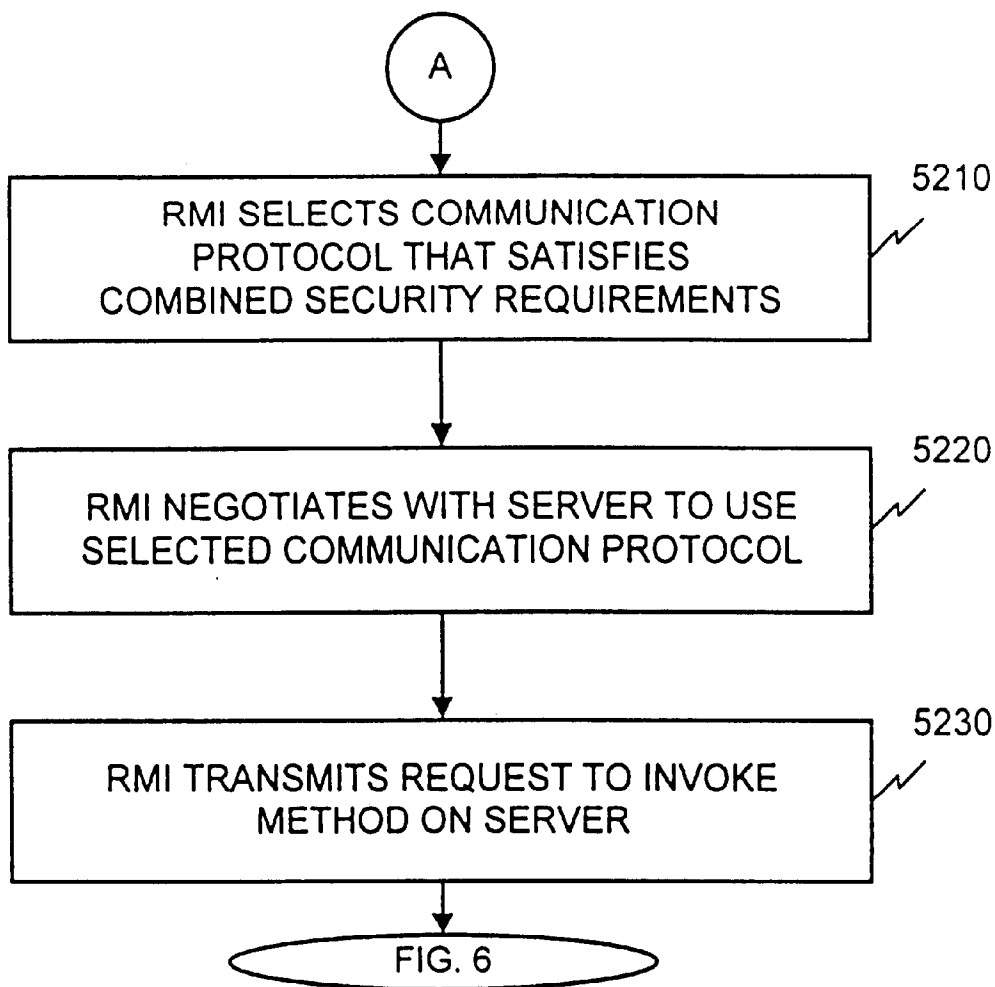 A
5210
RMI SELECTS COMMUNICATION
PROTOCOL THAT SATISFIES
COMBINED SECURITY REQUIREMENTS
5220
RMI NEGOTIATES WITH SERVER TO USE
SELECTED COMMUNICATION PROTOCOL
5230
RMI TRANSMITS REQUEST TO INVOKE
METHOD ON SERVER
FIG. 6